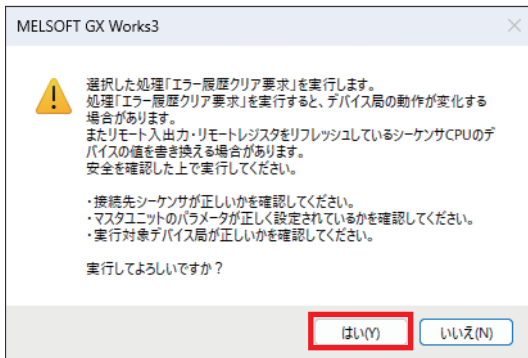 MELSOFT GX Works3
選択した処理「エラー履歴クリア要求」を実行します。
処理「エラー履歴クリア要求」を実行すると、デバイス局の動作が変化する
場合があります。
またリモート入出力・リモートレジスタをリフレッシュしているシーケンサCPUのデ
バイスの値を書き換える場合があります。
安全を確認した上で実行してください。
・接続先シーケンサが正しいかを確認してください。
・マスタユニットのパラメータが正しく設定されているかを確認してください。
・実行対象デバイス局が正しいかを確認してください。
実行してよろしいですか？
はい(Y) いいえ(N)